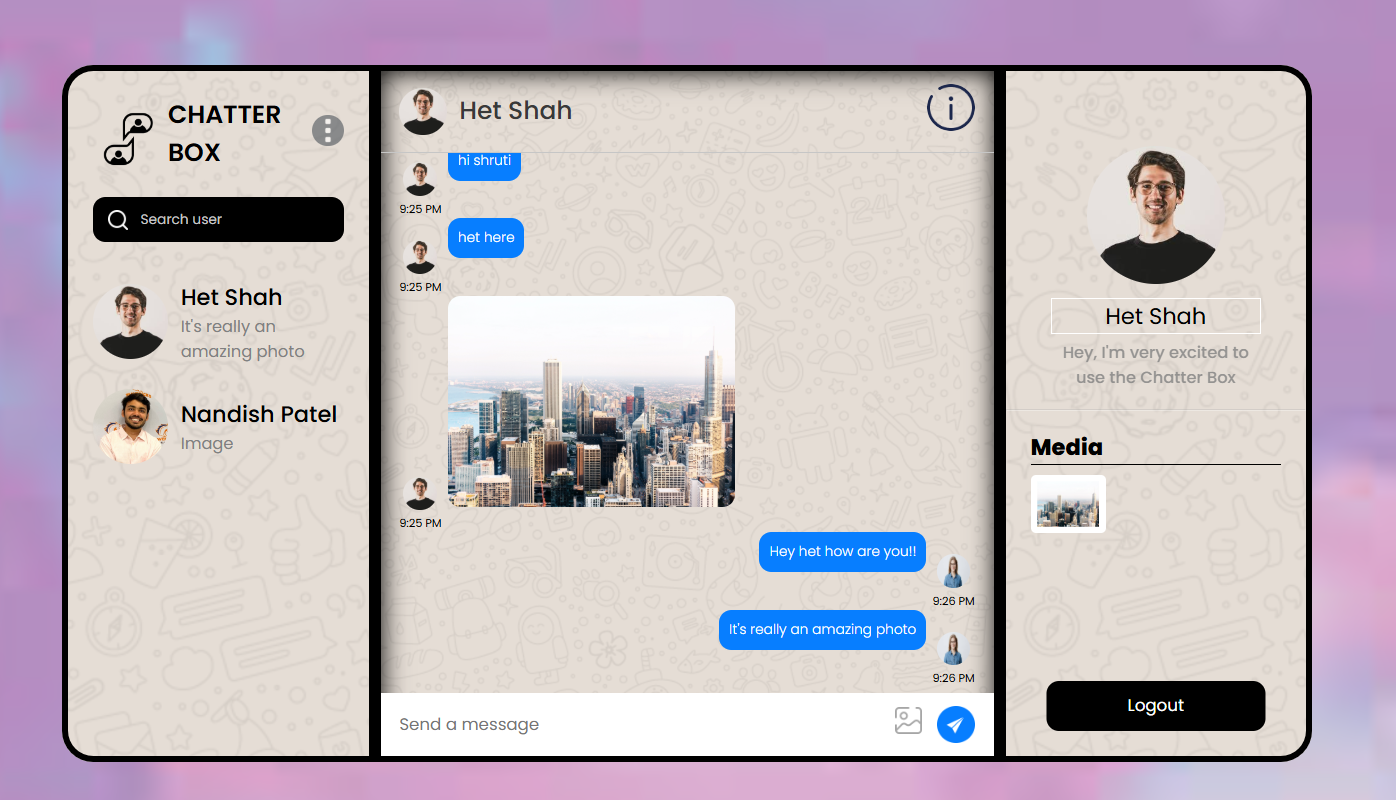 CHATTER
BOX
Search user
Het Shah
It's really an
amazing photo
Nandish Patel
Image
Het Shah
hi shruti
9:25 PM
het here
9:25 PM
9:25 PM
Hey het how are you!!
9:26 PM
It's really an amazing photo
9:26 PM
Send a message
Het Shah
Hey, I'm very excited to
use the Chatter Box
Media
Logout